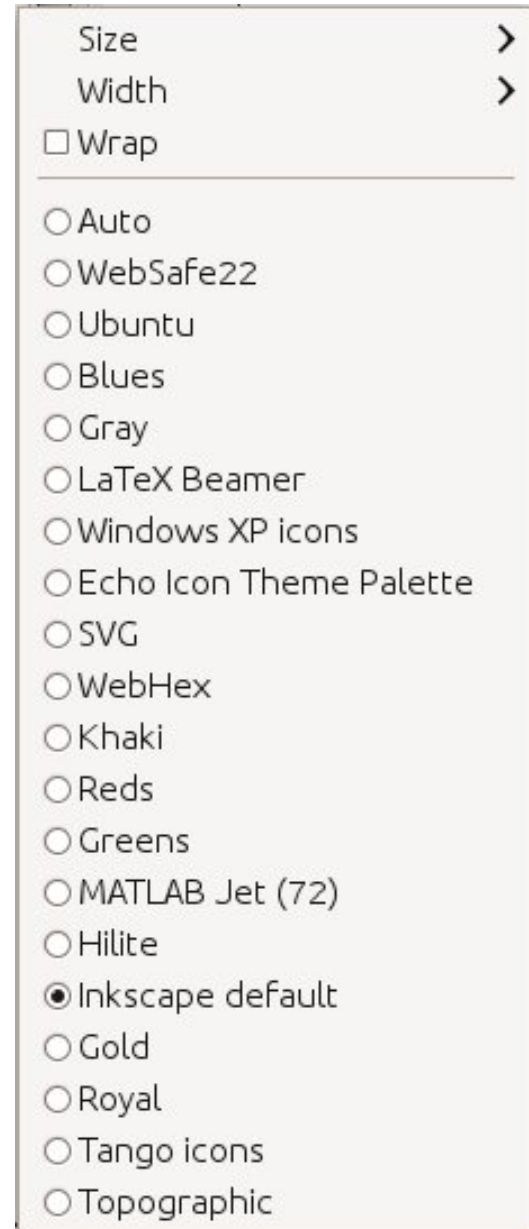 Size
Width
Wrap
Auto
WebSafe22
Ubuntu
Blues
Gray
LaTeX Beamer
Windows XP icons
Echo Icon Theme Palette
SVG
WebHex
Khaki
Reds
Greens
MATLAB Jet (72)
Hilite
Inkscape default
Gold
Royal
Tango icons
Topographic